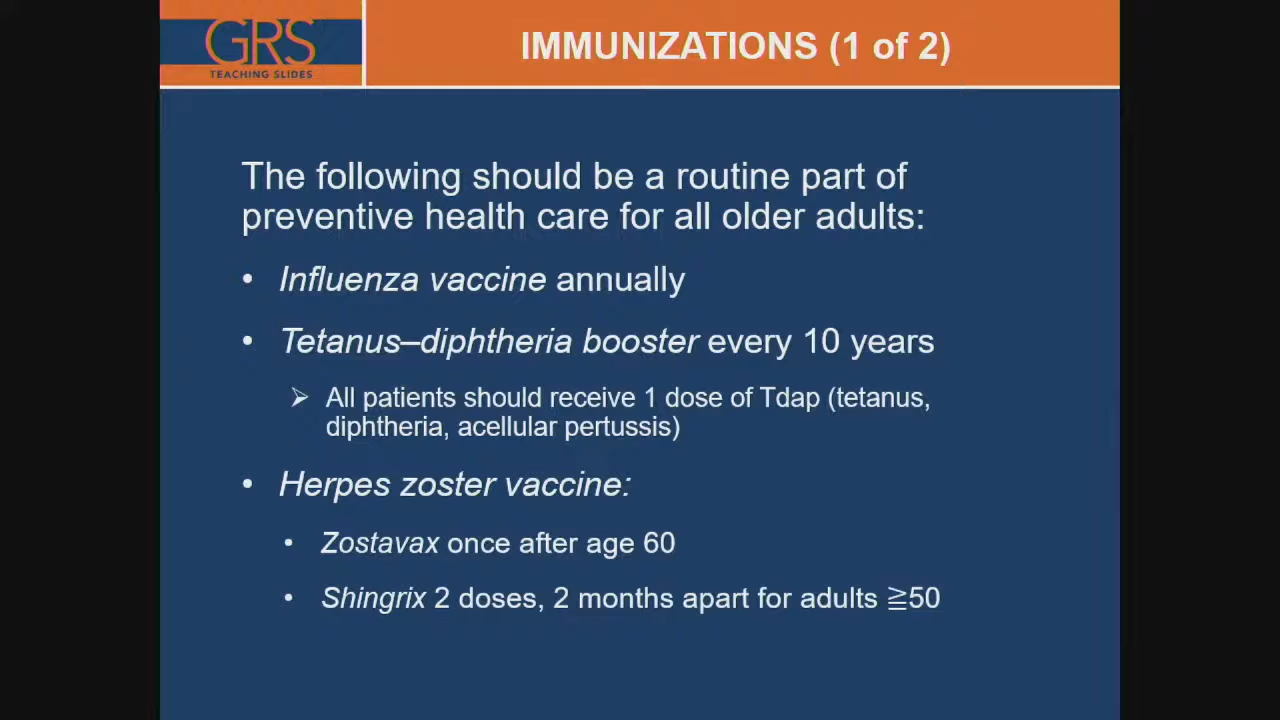 GRS
TEACHING SLIDES
IMMUNIZATIONS (1 of 2)
The following should be a routine part of
preventive health care for all older adults:
• Influenza vaccine annually
• Tetanus–diphtheria booster every 10 years
➢ All patients should receive 1 dose of Tdap (tetanus,
diphtheria, acellular pertussis)
• Herpes zoster vaccine:
• Zostavax once after age 60
• Shingrix 2 doses, 2 months apart for adults ≧50